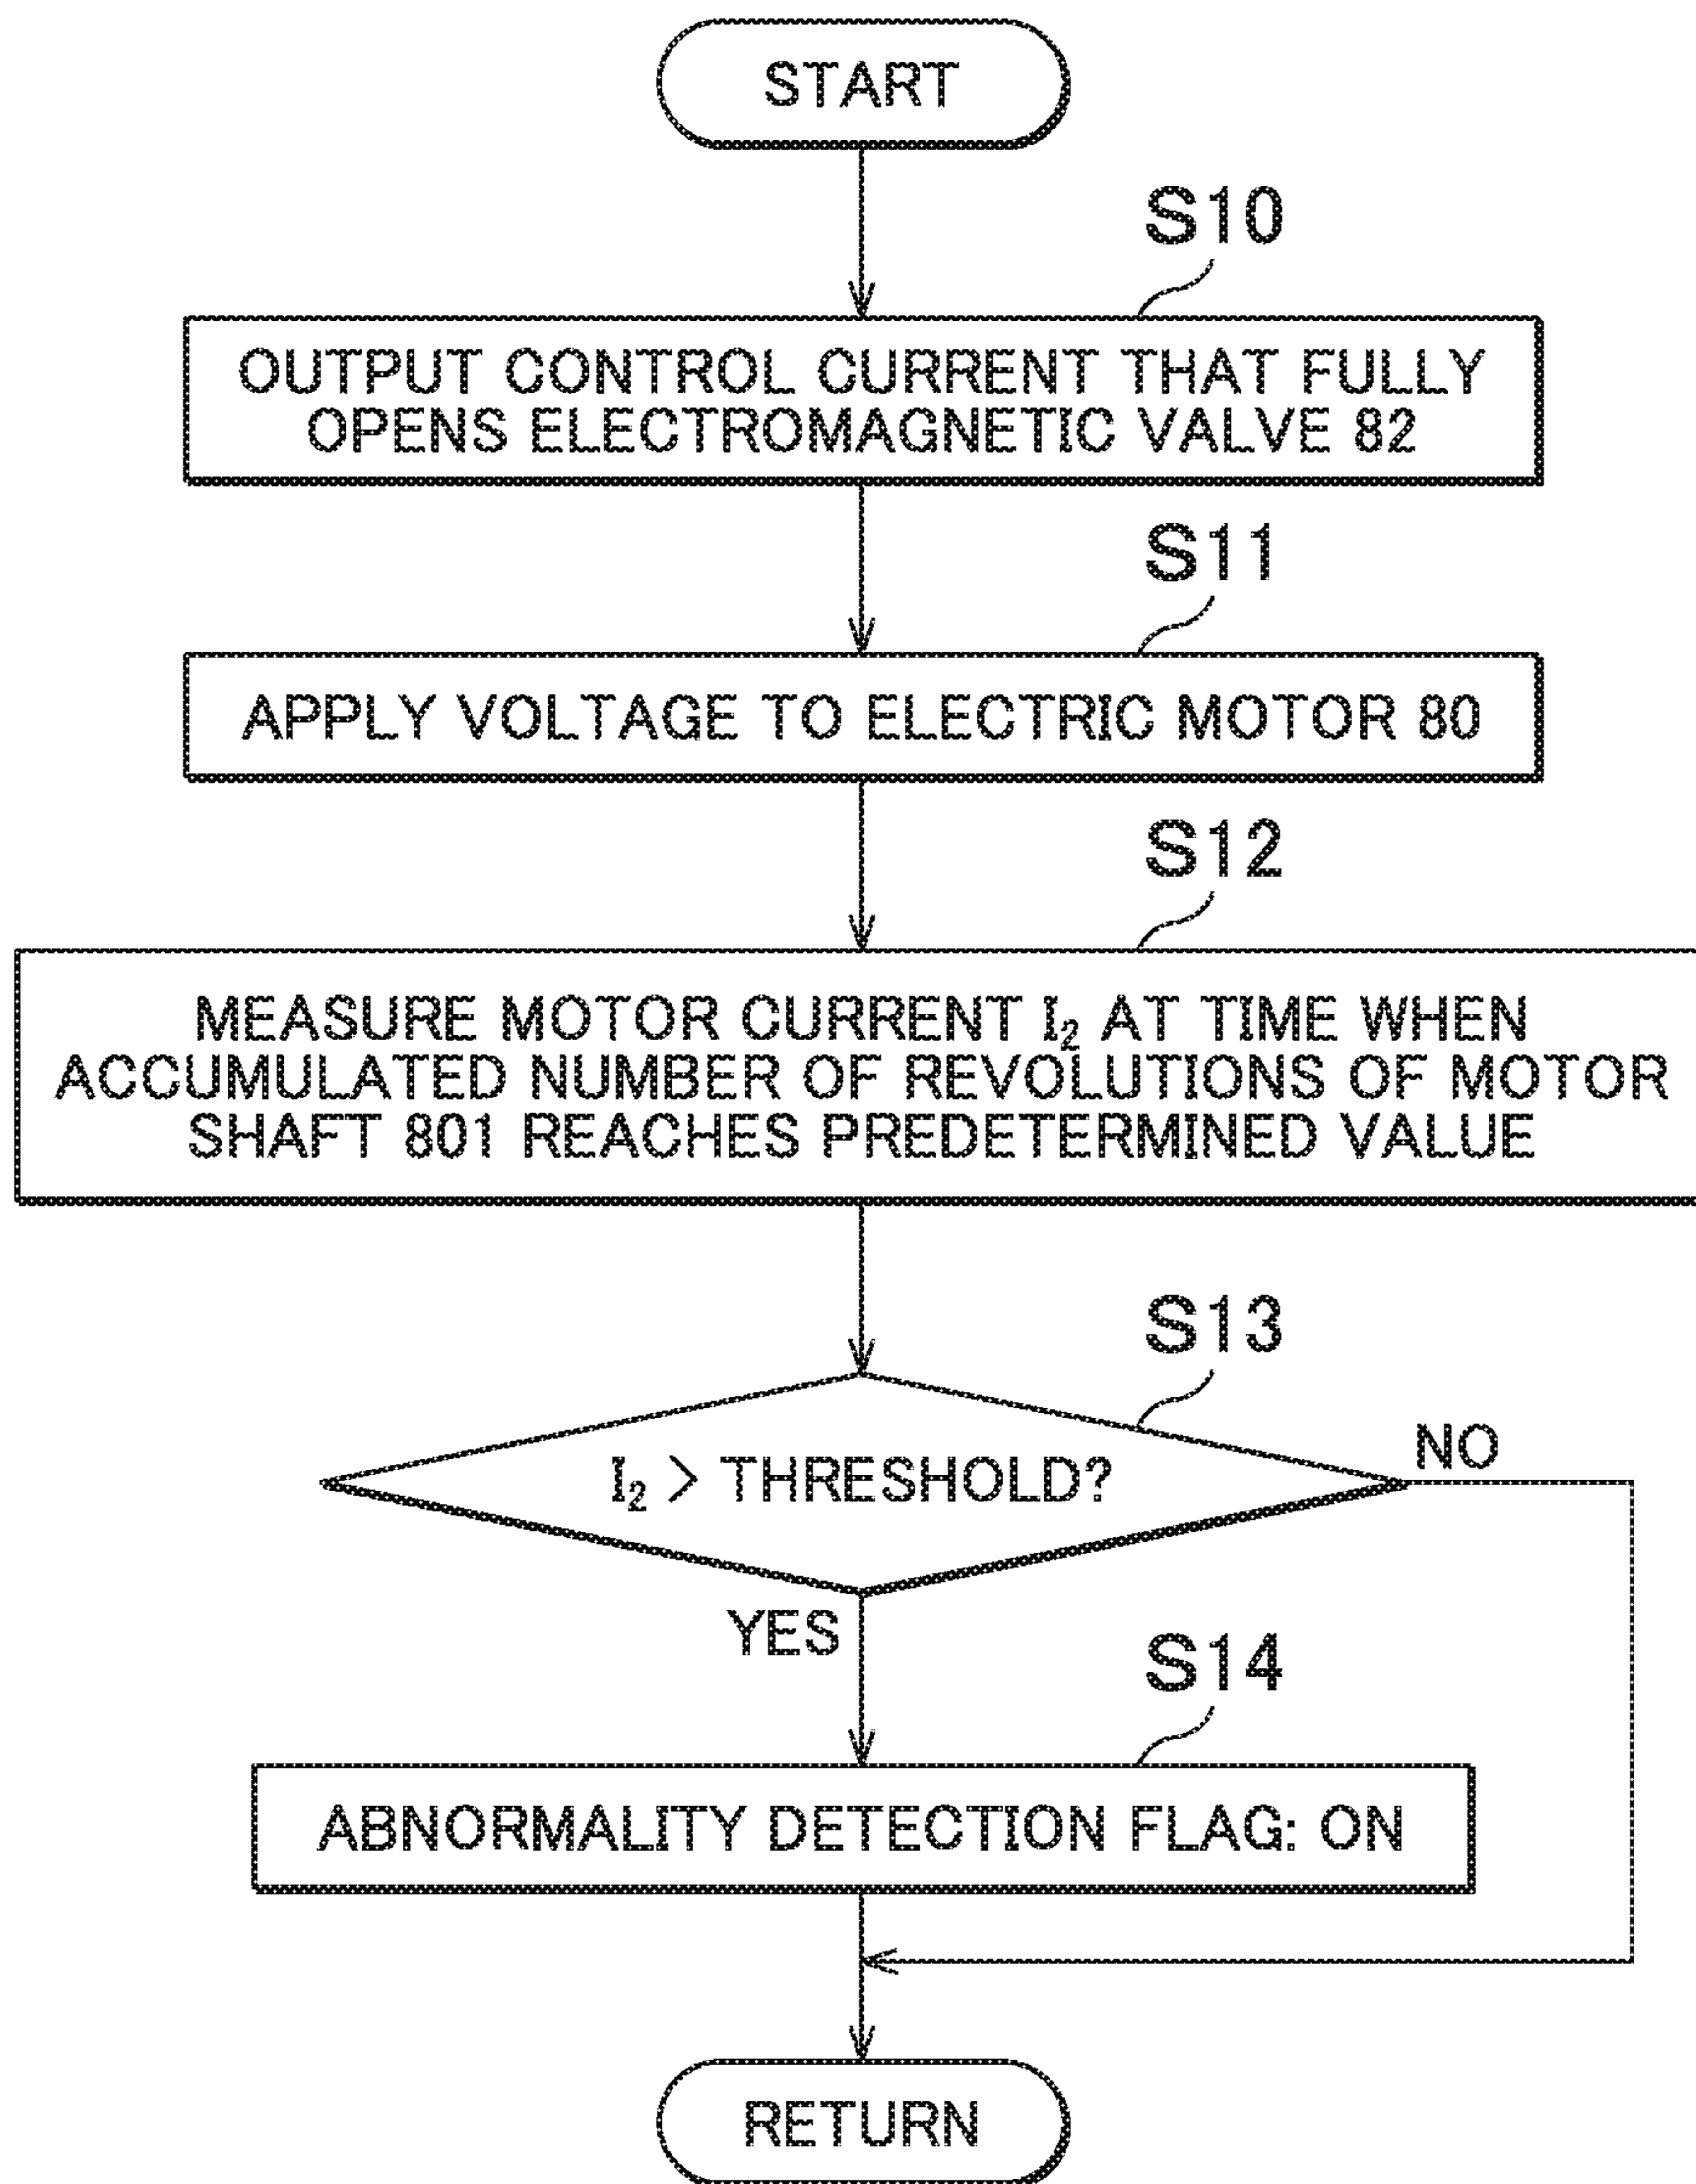 START
S10
OUTPUT CONTROL CURRENT THAT FULLY
OPENS ELECTROMAGNETIC VALVE 82
S11
APPLY VOLTAGE TO ELECTRIC MOTOR 80
S12
MEASURE MOTOR CURRENT I₂ AT TIME WHEN
ACCUMULATED NUMBER OF REVOLUTIONS OF MOTOR
SHAFT 801 REACHES PREDETERMINED VALUE
S13
I₂ > THRESHOLD?
NO
YES
S14
ABNORMALITY DETECTION FLAG: ON
RETURN